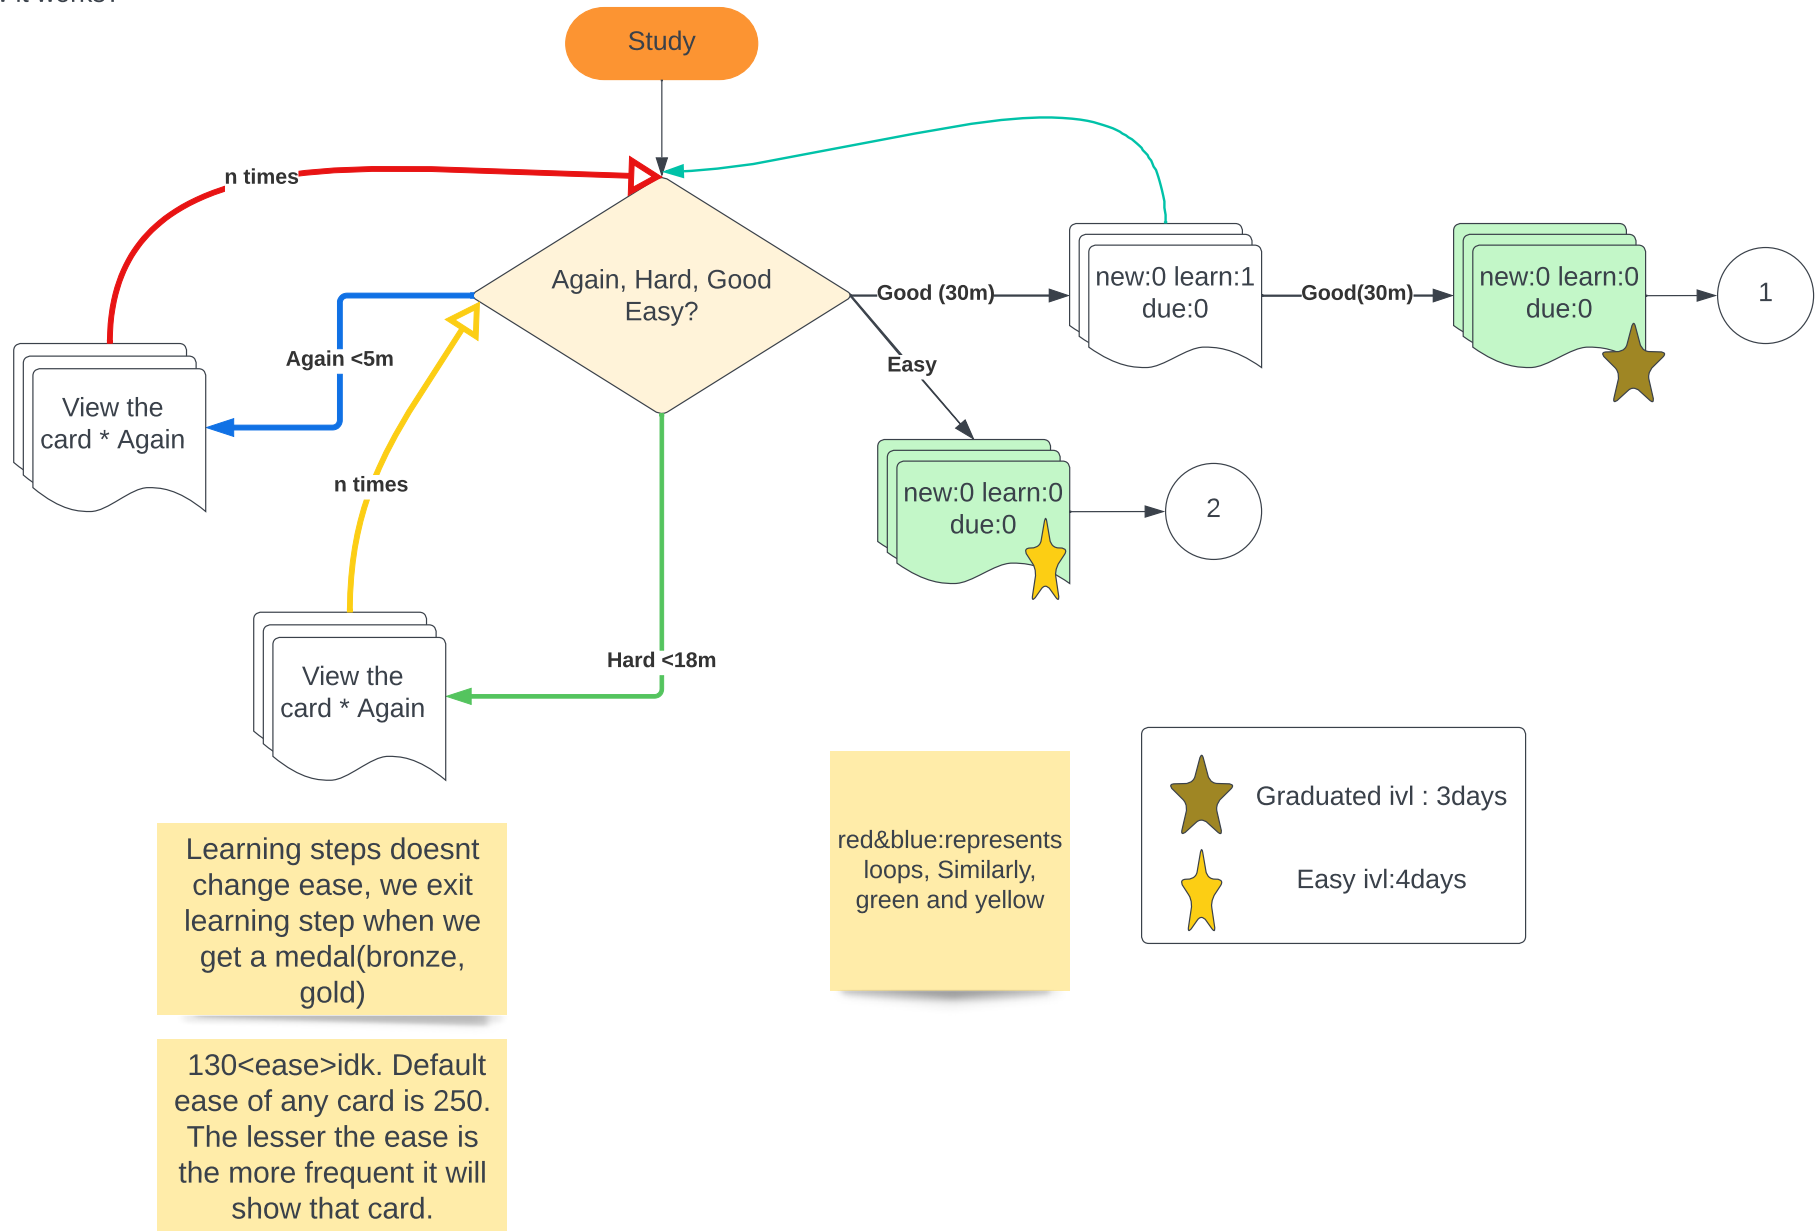 it works?
Study
n times
Again, Hard, Good
Easy?
Good (30m)
new:0 learn:1
due:0
Good(30m)
new:0 learn:0
due:0
1
Again <5m
Easy
View the
card * Again
n times
new:0 learn:0
due:0
2
Hard <18m
View the
card * Again
Graduated ivl : 3days
Easy ivl:4days
red&blue:represents
loops, Similarly,
green and yellow
Learning steps doesnt
change ease, we exit
learning step when we
get a medal(bronze,
gold)
130<ease>idk. Default
ease of any card is 250.
The lesser the ease is
the more frequent it will
show that card.